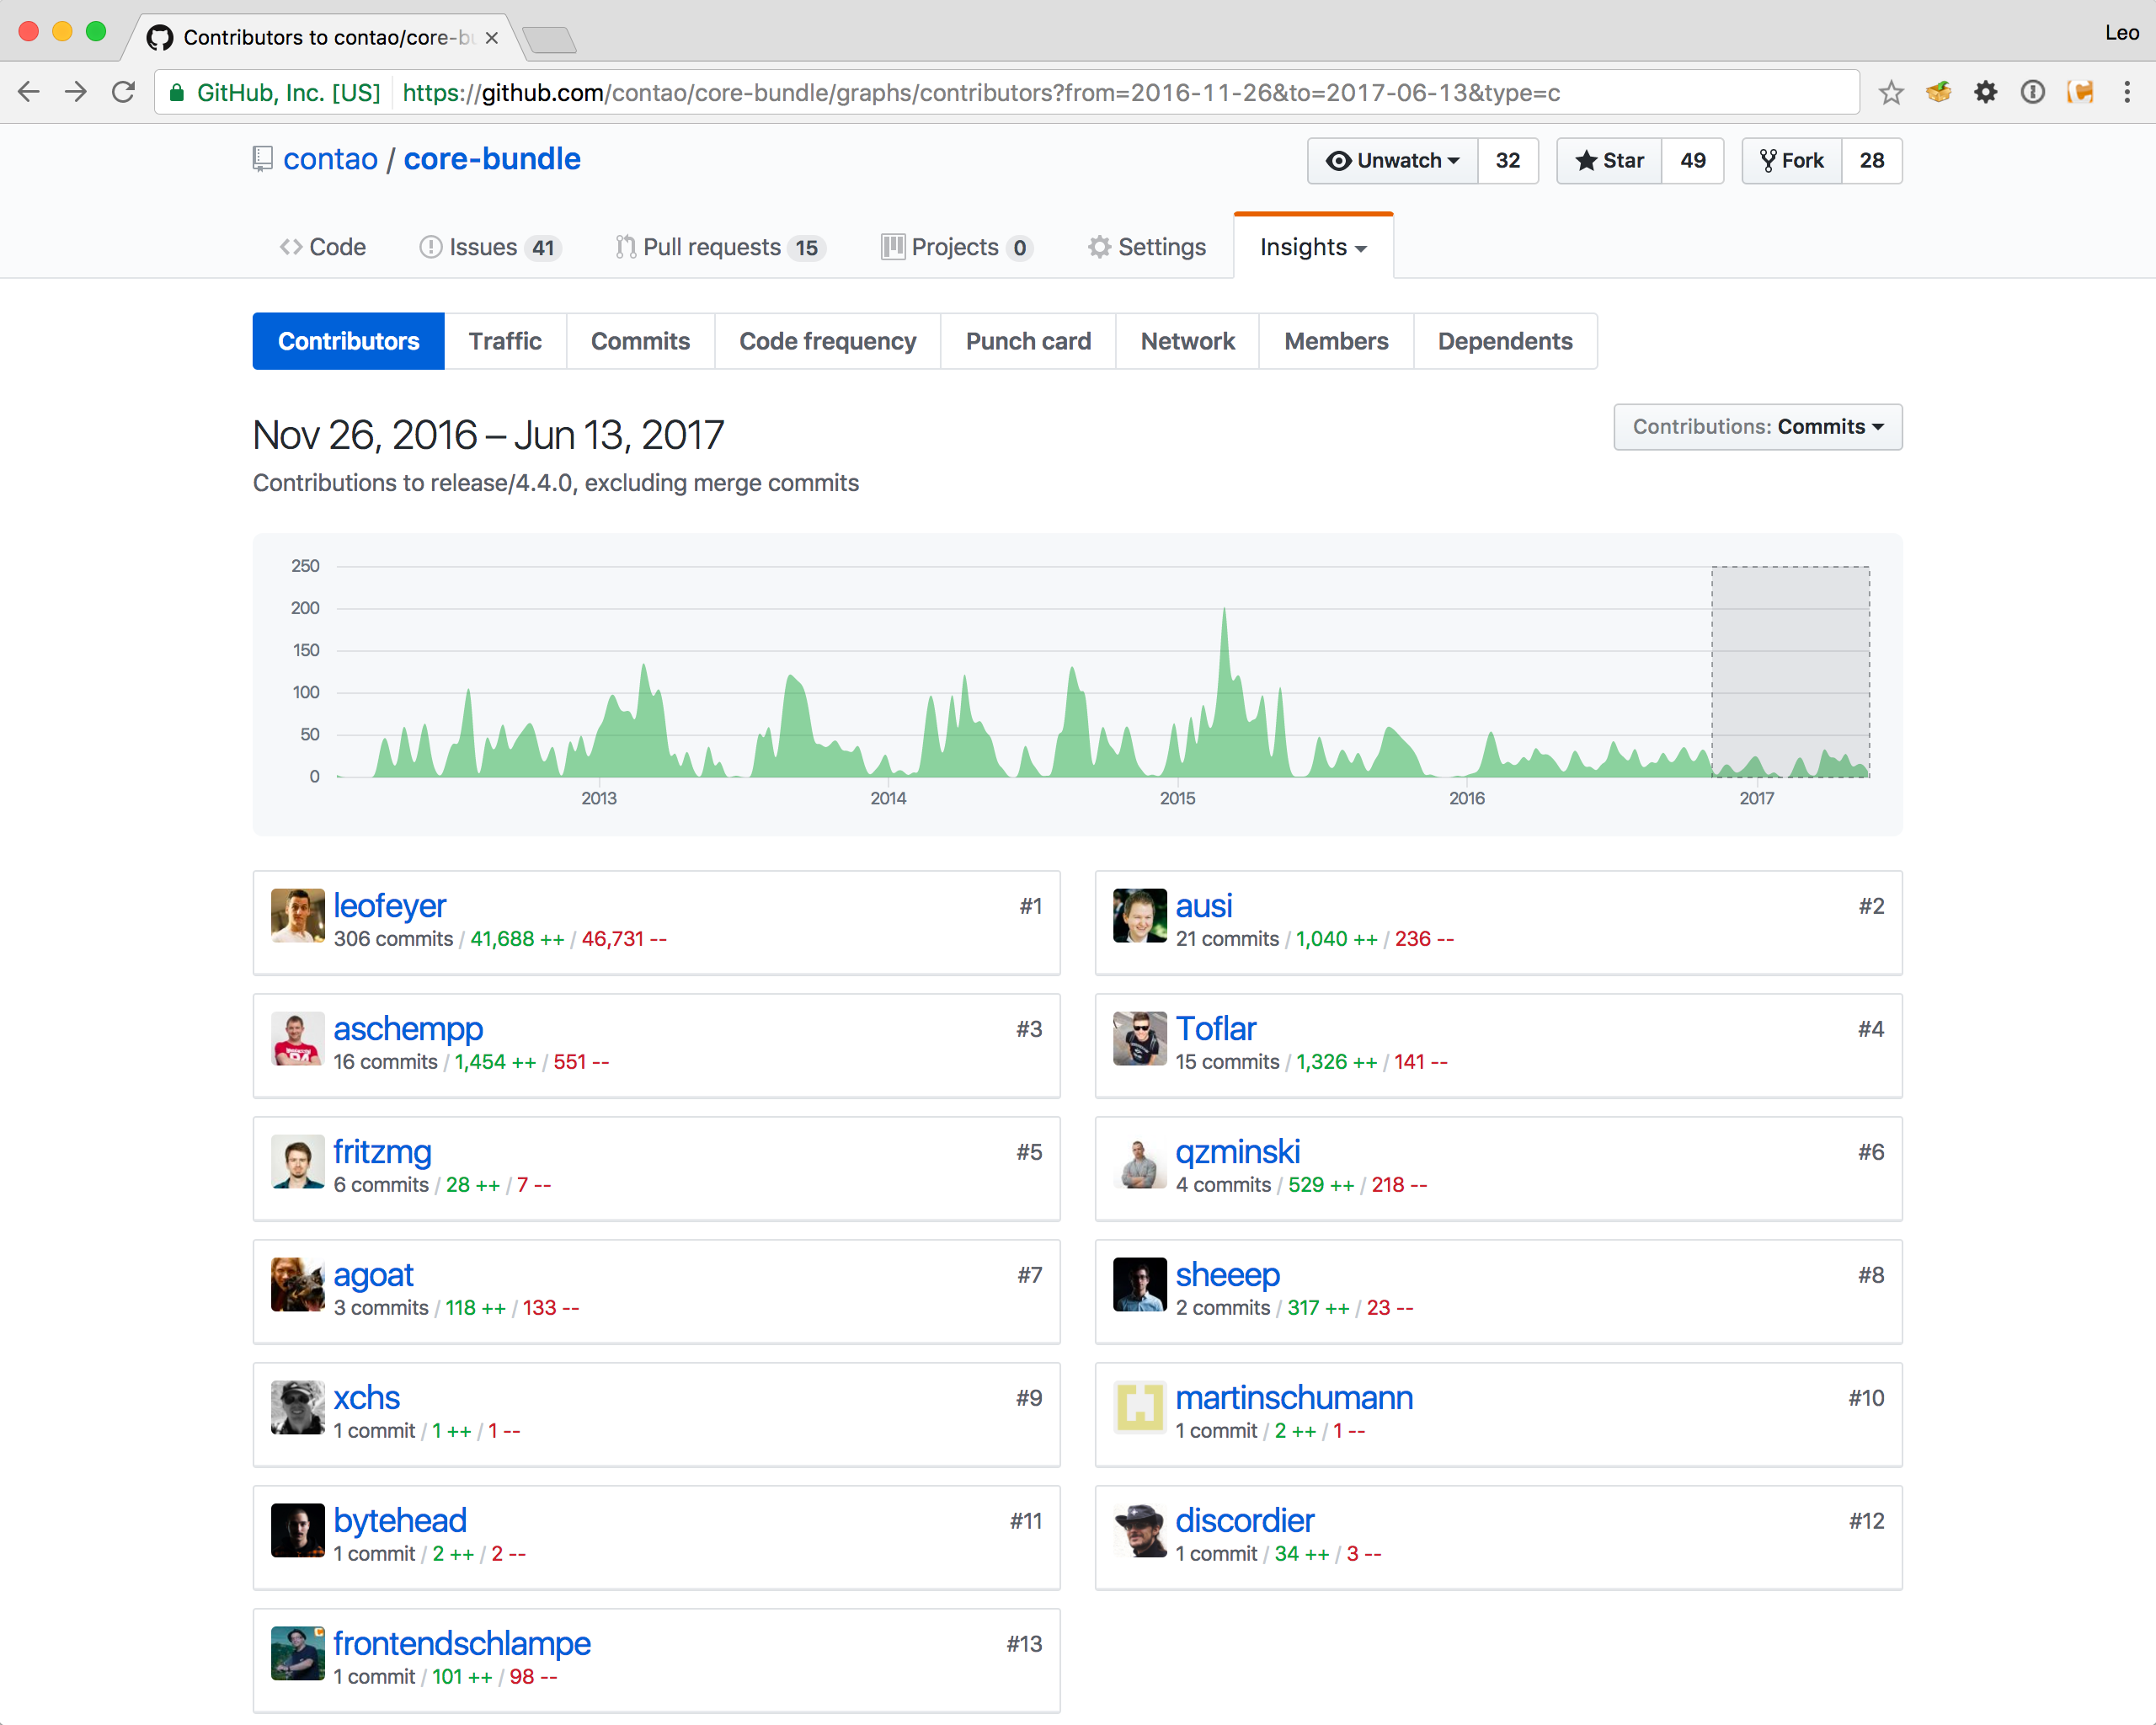 Contributors to contao/core-bu
Leo
GitHub, Inc. [US] https://github.com/contao/core-bundle/graphs/contributors?from=2016-11-26&to=2017-06-13&type=c
contao / core-bundle
Unwatch 32 Star 49 Fork 28
Code Issues 41 Pull requests 15 Projects 0 Settings Insights
Contributors Traffic Commits Code frequency Punch card Network Members Dependents
Nov 26, 2016 – Jun 13, 2017
Contributions: Commits
Contributions to release/4.4.0, excluding merge commits
250
200
150
100
50
0
2013 2014 2015 2016 2017
leofeyer #1
306 commits / 41,688 ++ / 46,731 --
ausi #2
21 commits / 1,040 ++ / 236 --
aschempp #3
16 commits / 1,454 ++ / 551 --
Toflar #4
15 commits / 1,326 ++ / 141 --
fritzmg #5
6 commits / 28 ++ / 7 --
qzminski #6
4 commits / 529 ++ / 218 --
agoat #7
3 commits / 118 ++ / 133 --
sheeep #8
2 commits / 317 ++ / 23 --
xchs #9
1 commit / 1 ++ / 1 --
martinschumann #10
1 commit / 2 ++ / 1 --
bytehead #11
1 commit / 2 ++ / 2 --
discordier #12
1 commit / 34 ++ / 3 --
frontendschlampe #13
1 commit / 101 ++ / 98 --